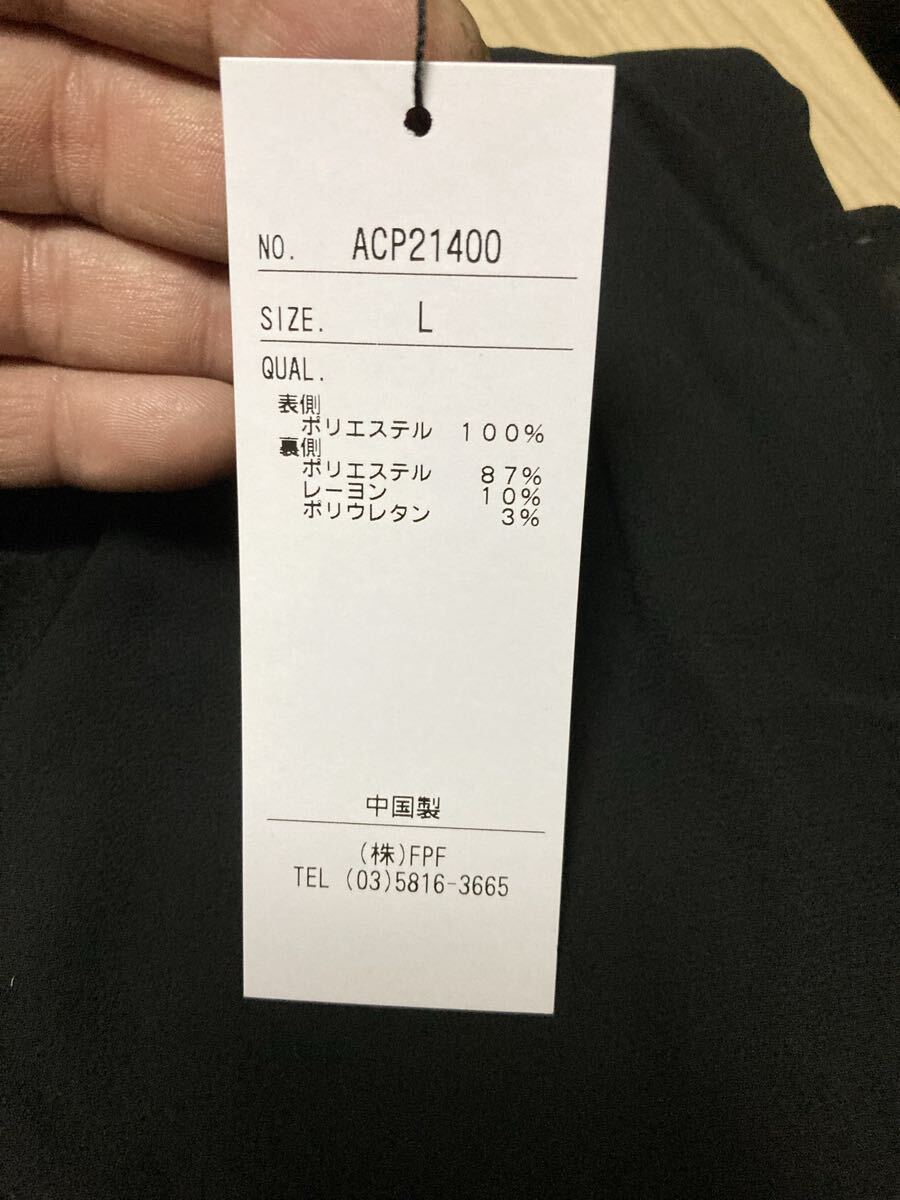 NO. ACP21400
SIZE. L
QUAL.
表側
ポリエステル 100%
裏側
ポリエステル 87%
レーヨン 10%
ポリウレタン 3%
中国製
(株)FPF
TEL (03)5816-3665